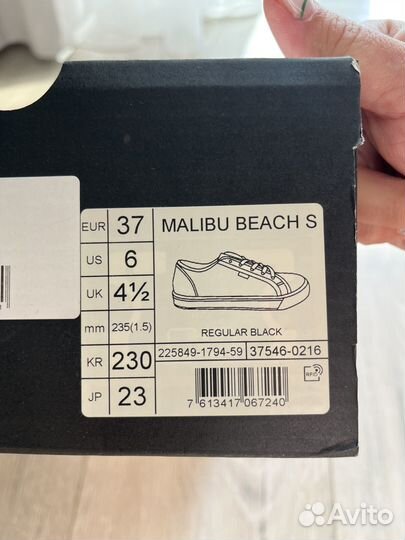 EUR 37 MALIBU BEACH S
US 6
UK 4½
mm 235(1.5) REGULAR BLACK
KR 230 225849-1794-59 37546-0216
JP 23 RFID
7 613417 067240
Avito